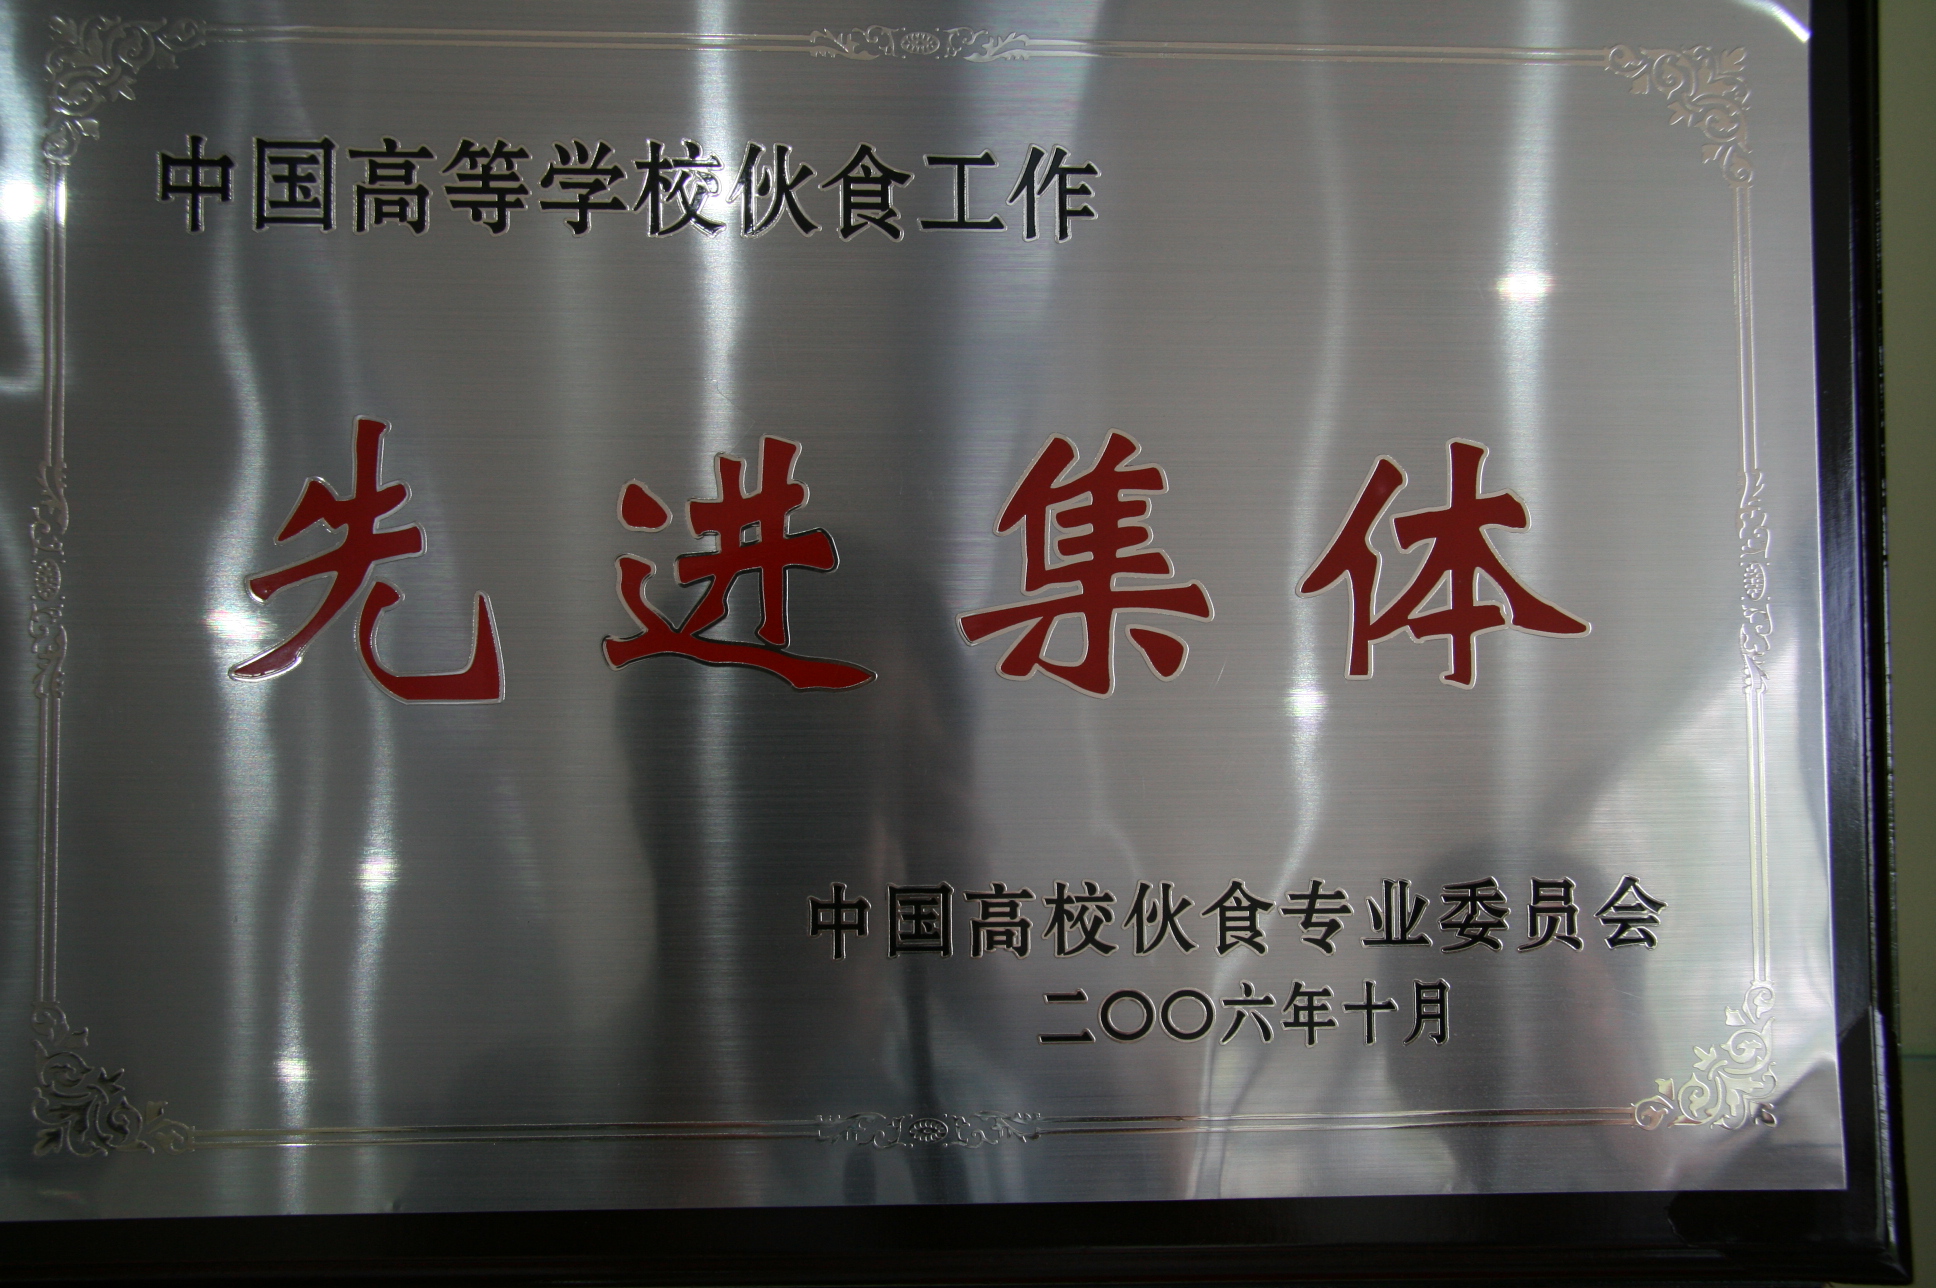 中国高等学校伙食工作
先进集体
中国高校伙食专业委员会
二〇〇六年十月